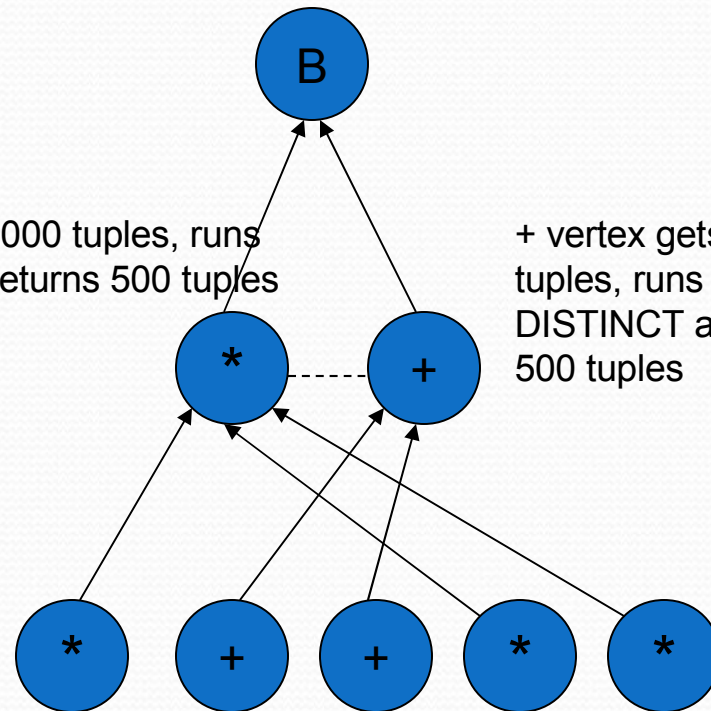 B
000 tuples, runs
eturns 500 tuples
+ vertex gets
tuples, runs
DISTINCT a
500 tuples
*
+
*
+
+
*
*